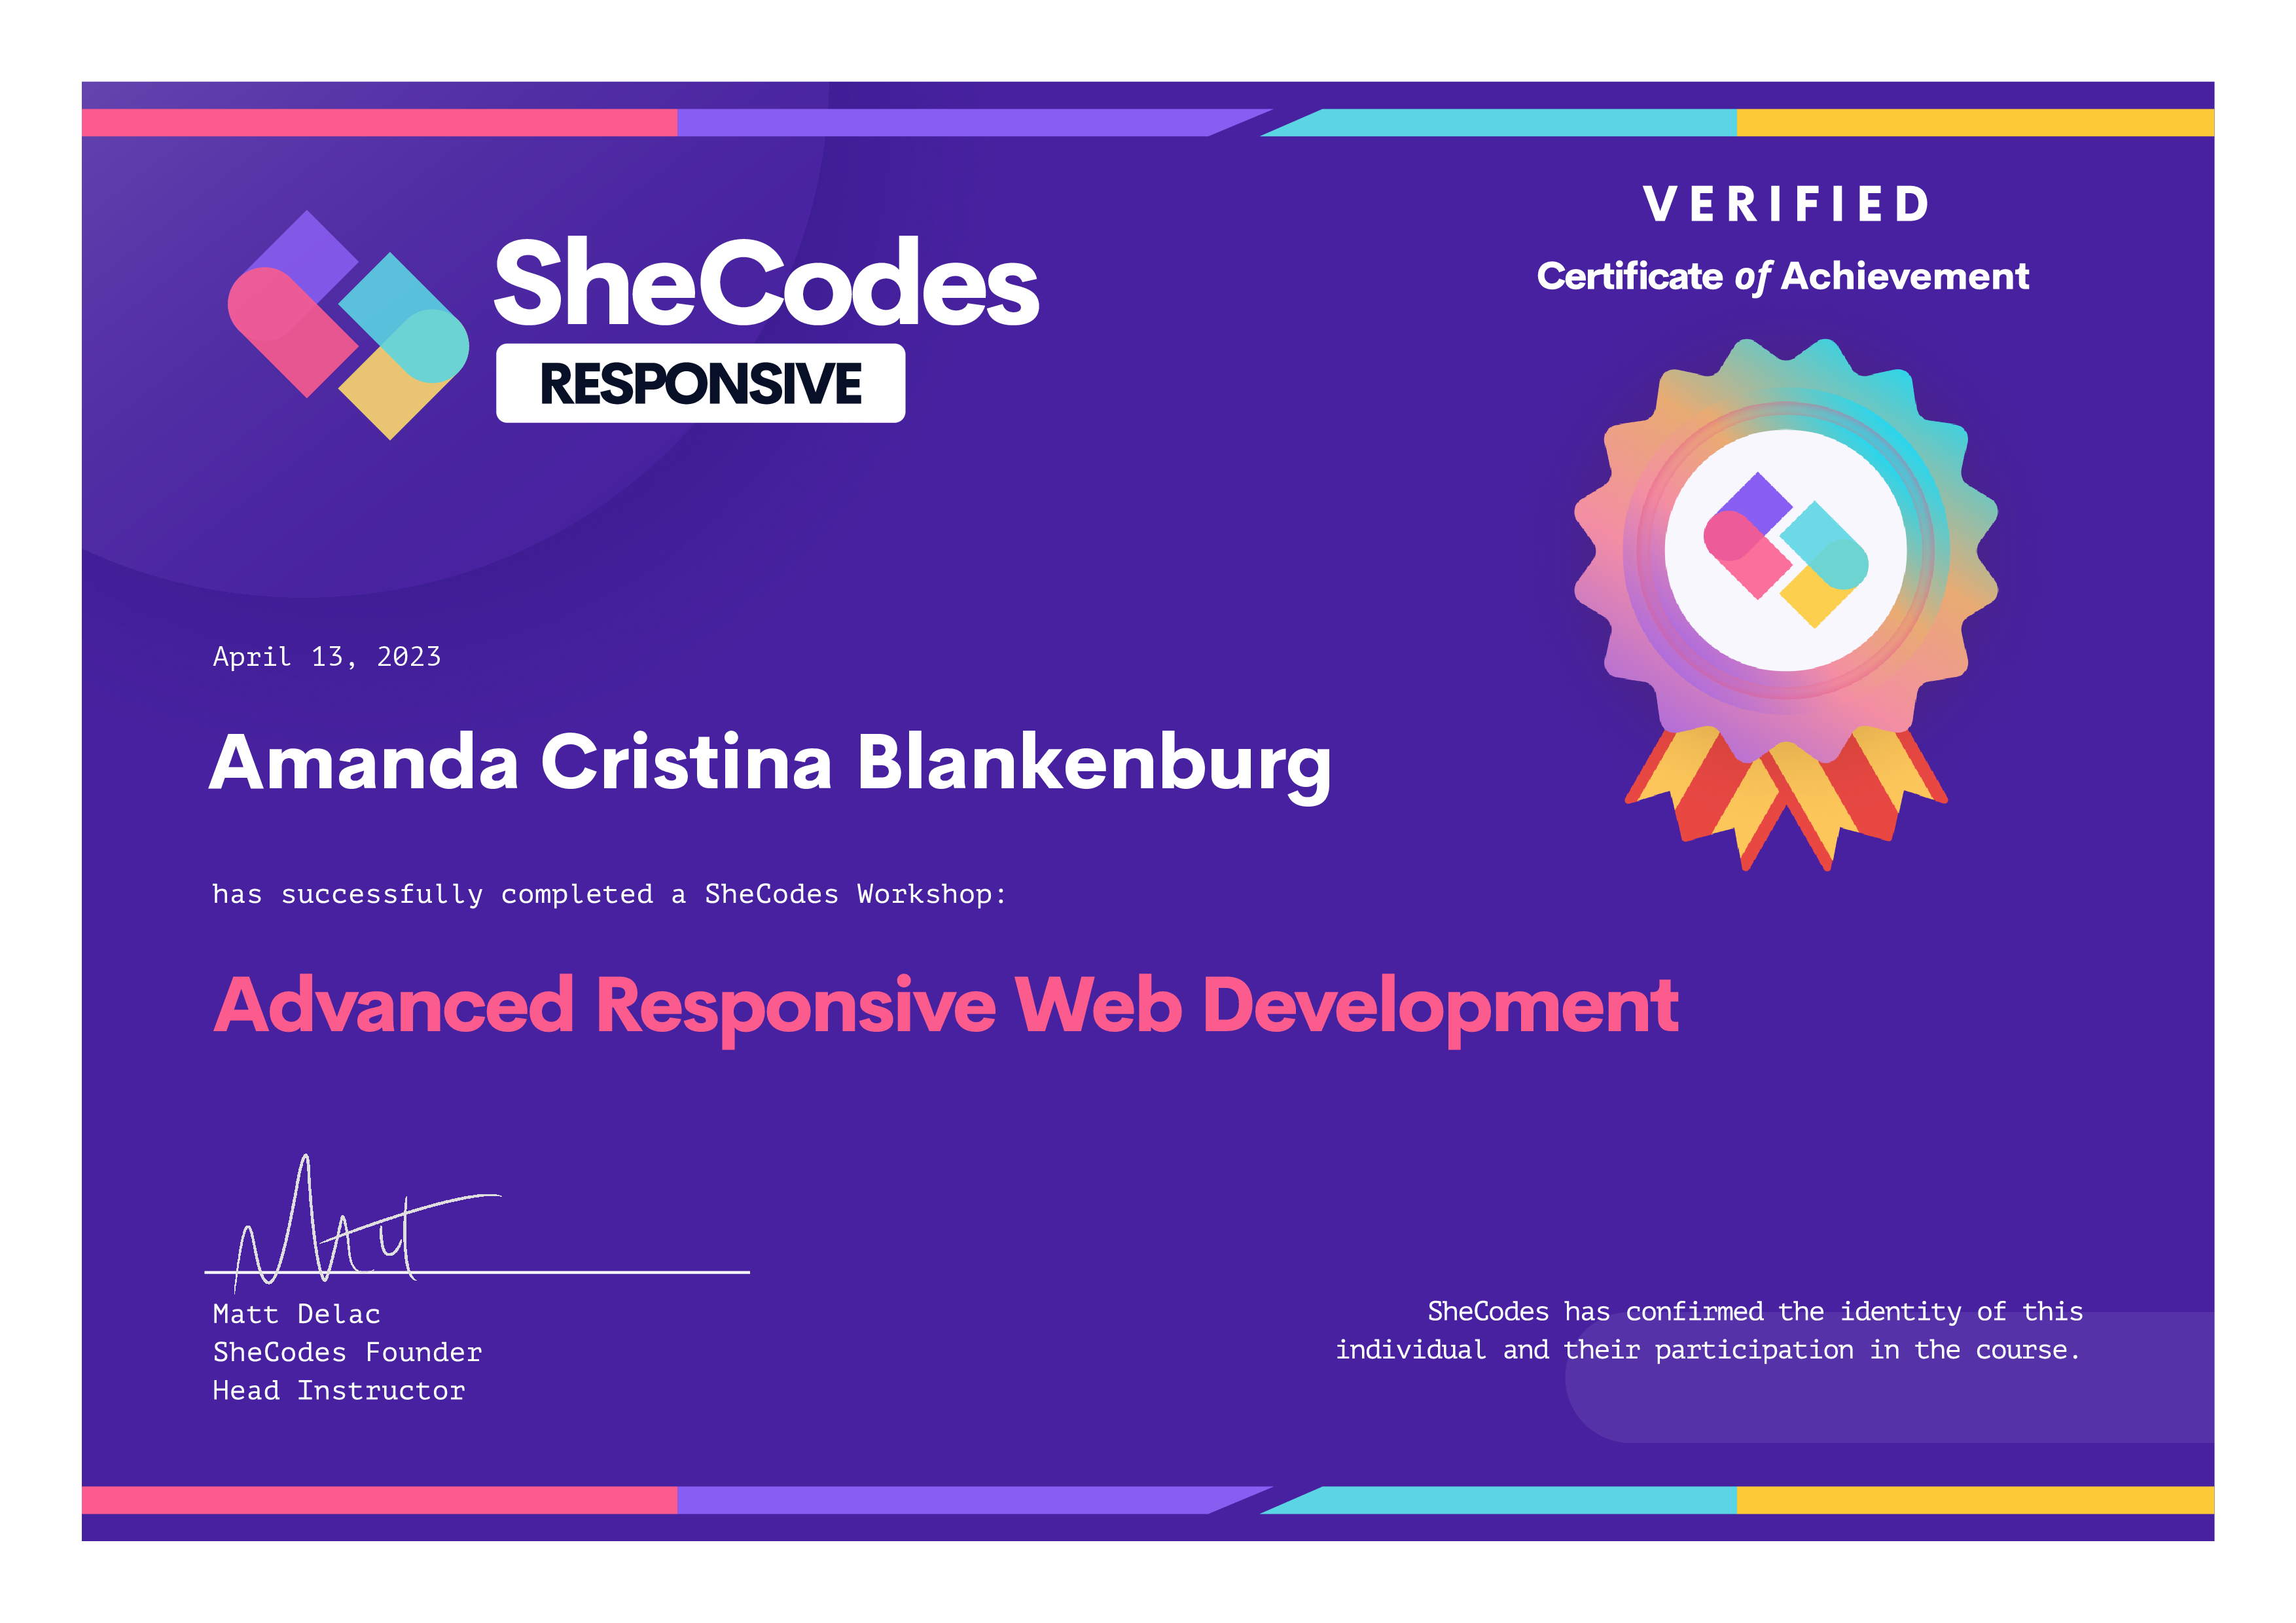 SheCodes
RESPONSIVE
VERIFIED
Certificate of Achievement
April 13, 2023
Amanda Cristina Blankenburg
has successfully completed a SheCodes Workshop:
Advanced Responsive Web Development
Matt
Matt Delac
SheCodes Founder
Head Instructor
SheCodes has confirmed the identity of this
individual and their participation in the course.